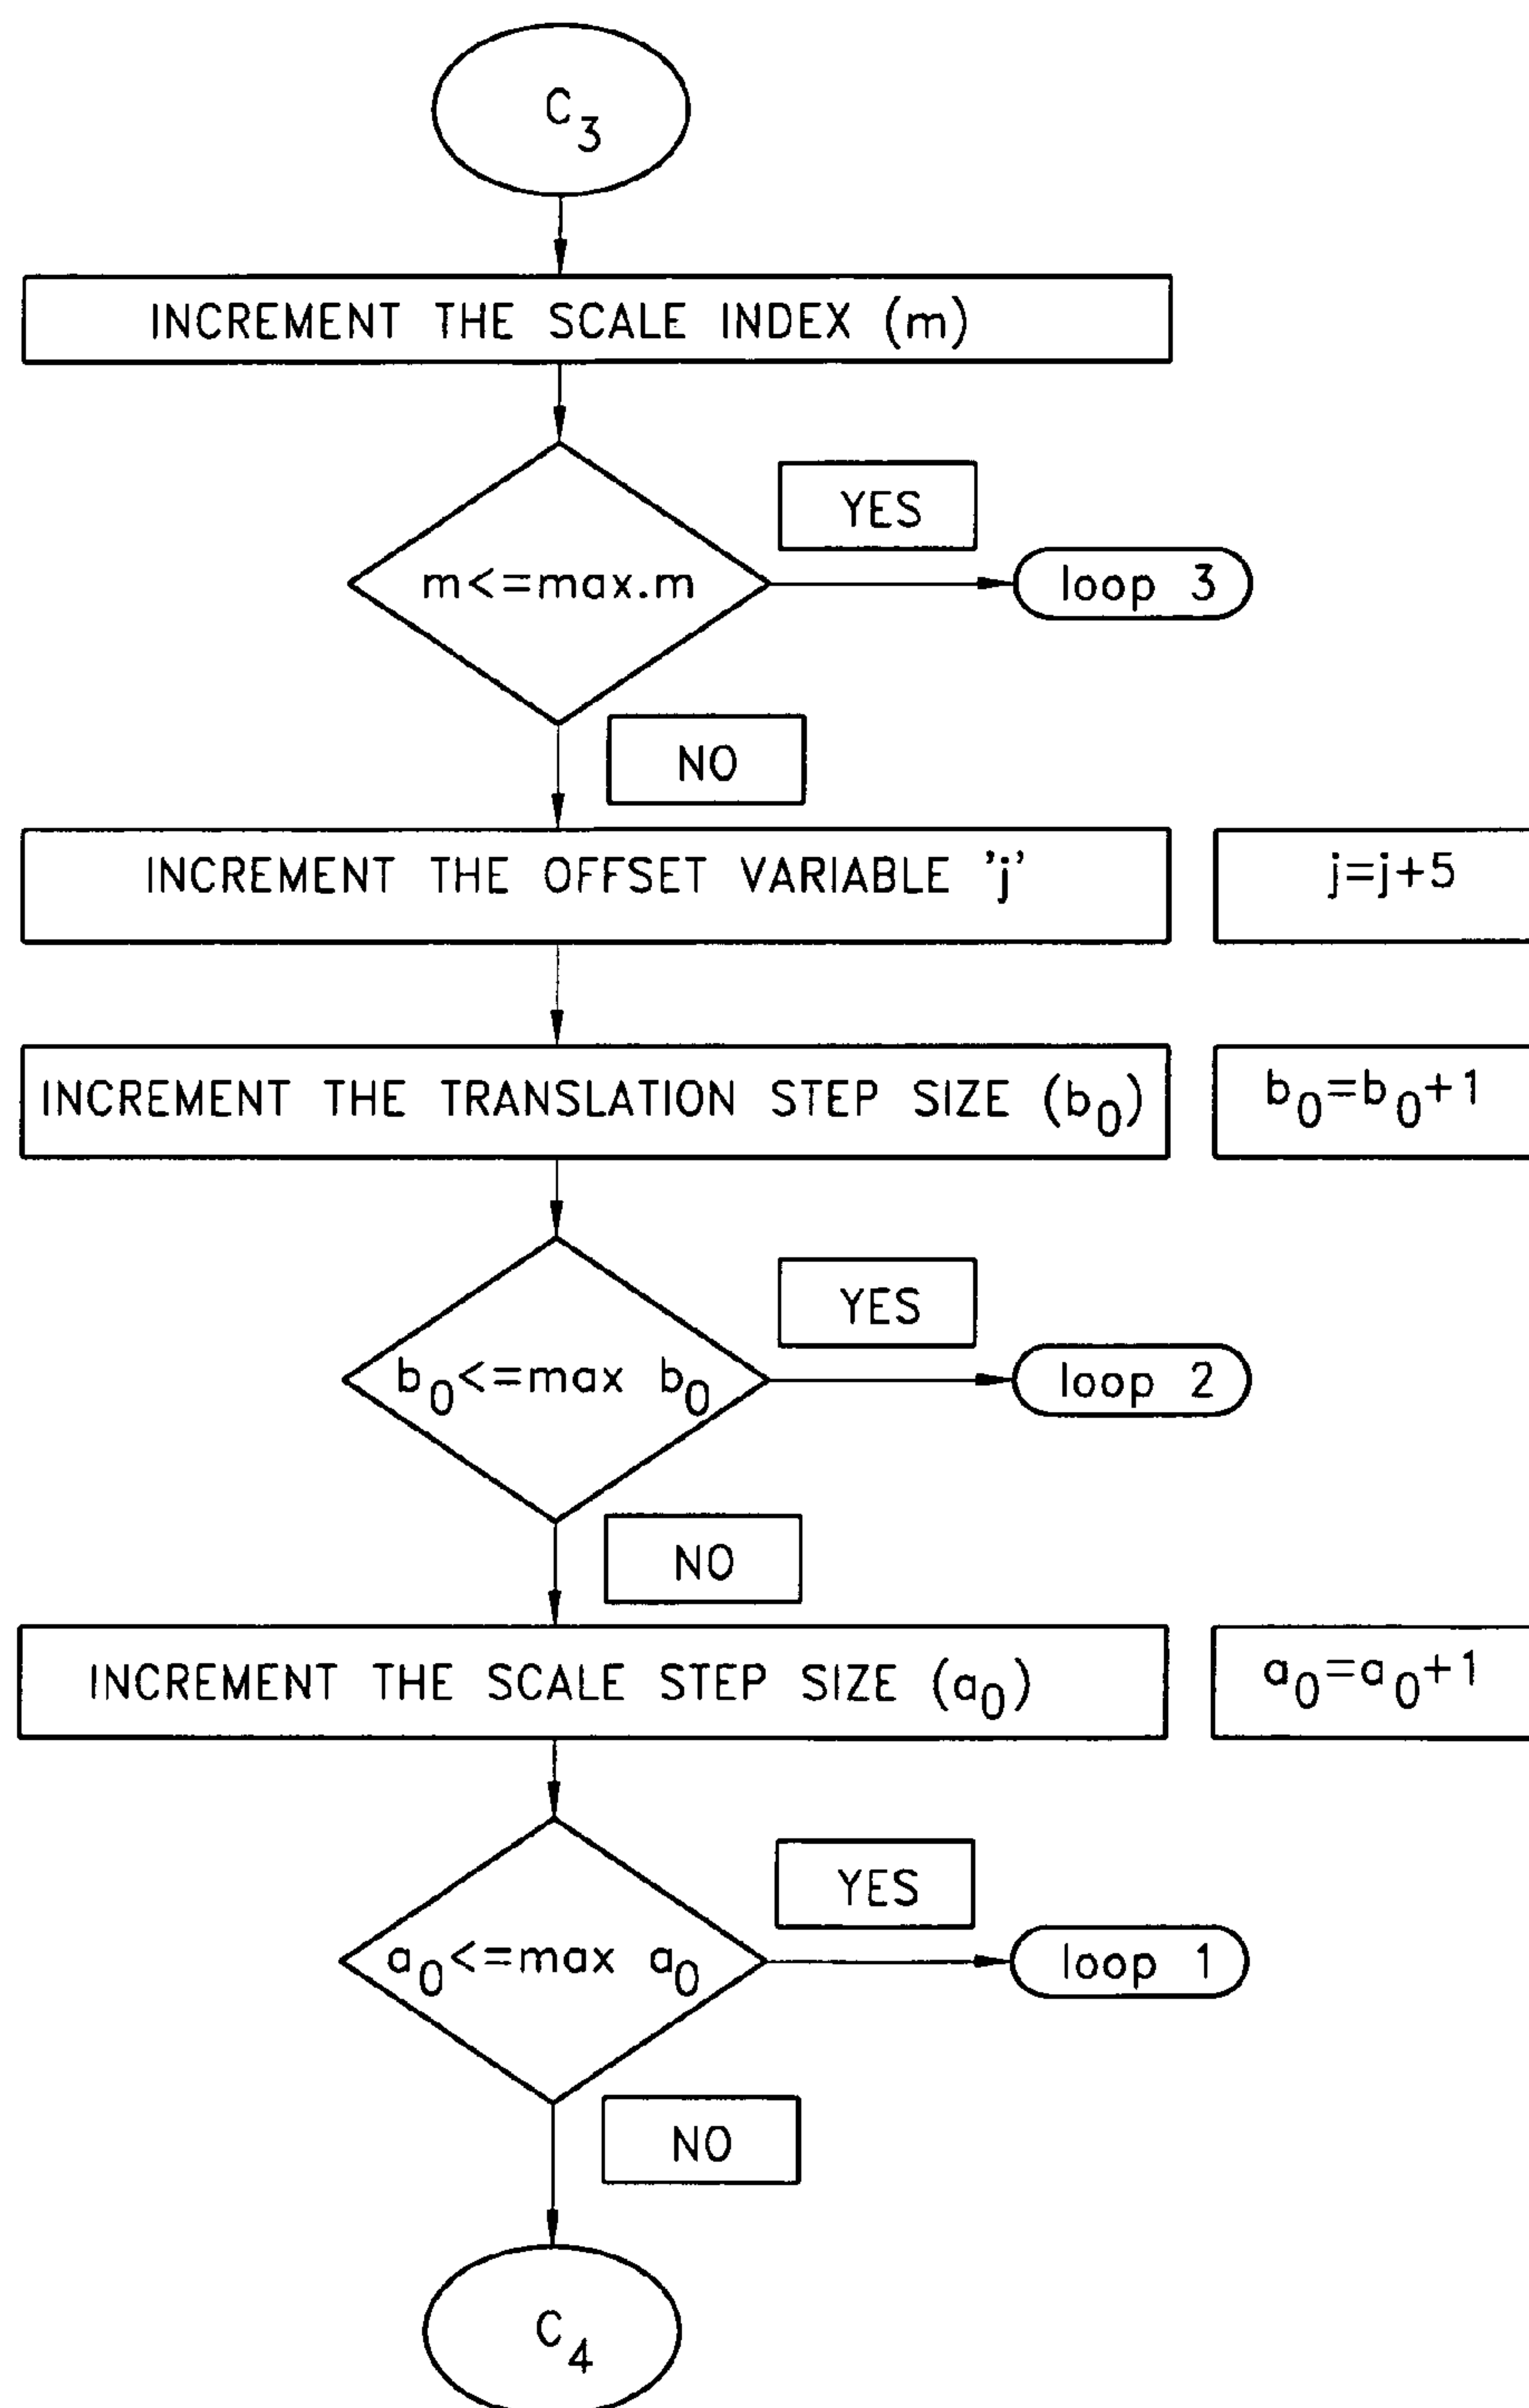 C3
INCREMENT THE SCALE INDEX (m)
YES
m<=max.m
loop 3
NO
INCREMENT THE OFFSET VARIABLE 'j'
j=j+5
INCREMENT THE TRANSLATION STEP SIZE (b0)
b0=b0+1
YES
b0<=max b0
loop 2
NO
INCREMENT THE SCALE STEP SIZE (a0)
a0=a0+1
YES
a0<=max a0
loop 1
NO
C4